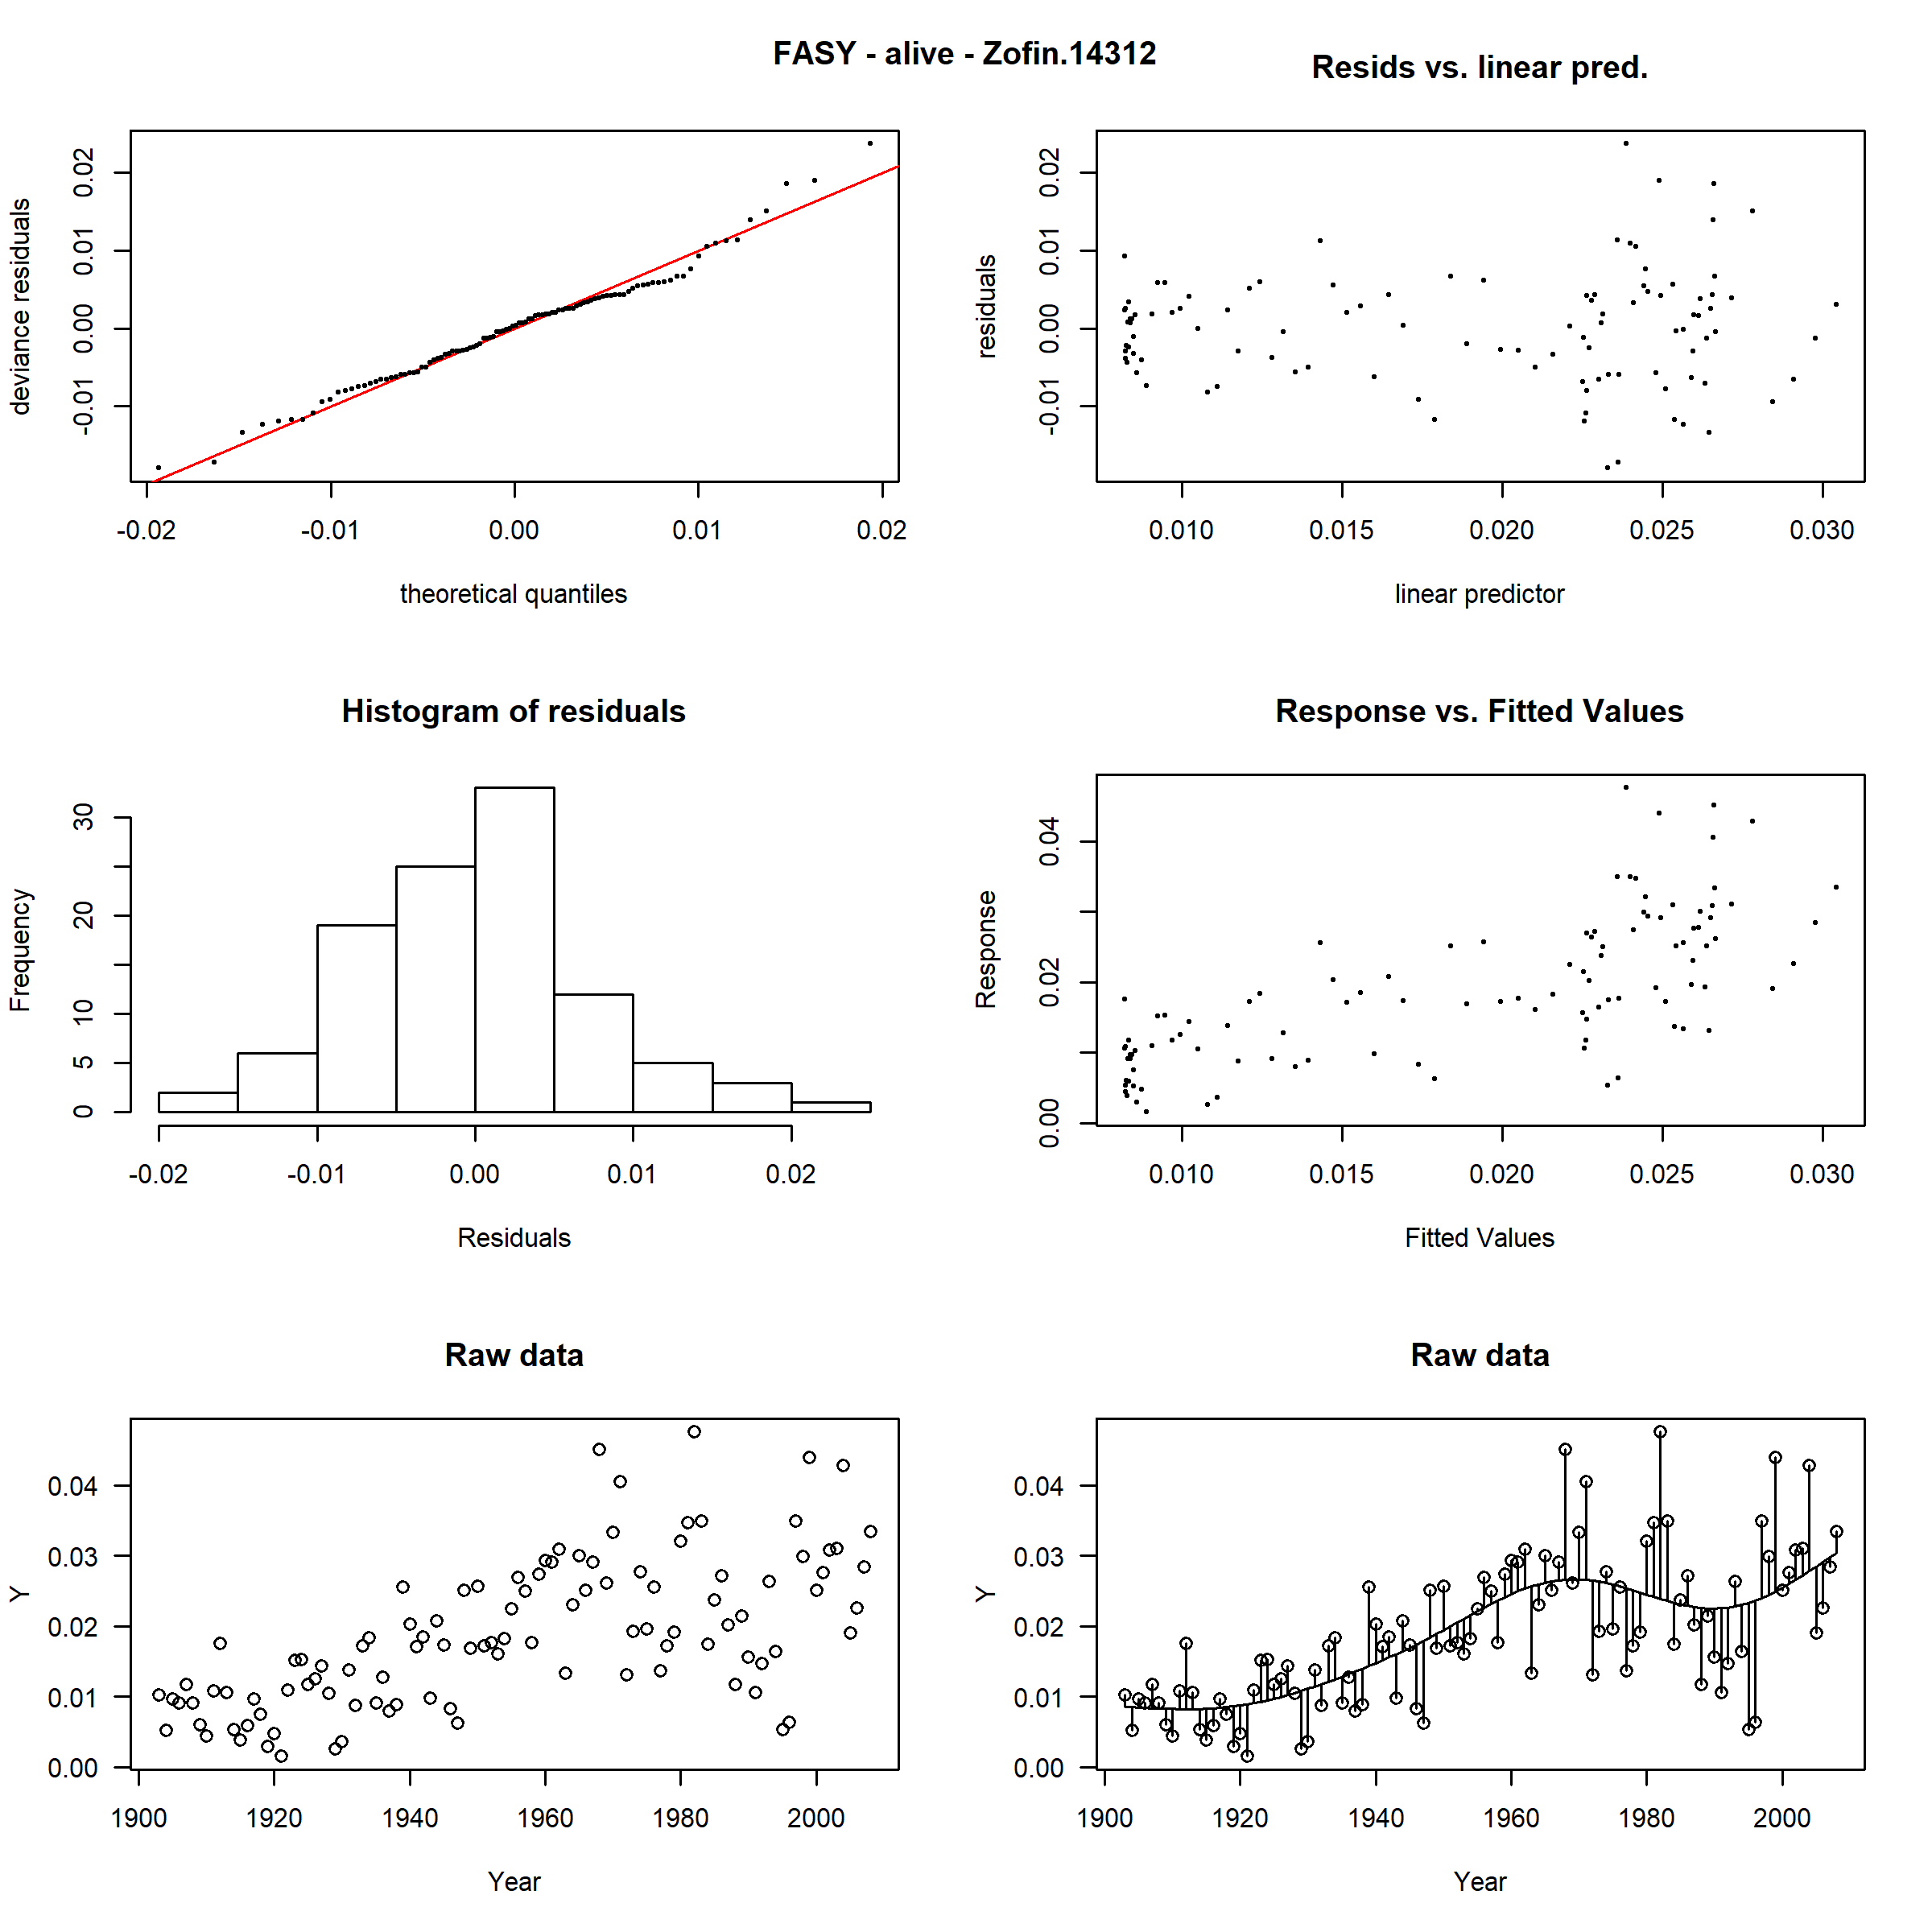 FASY - alive - Zofin.14312
Resids vs. linear pred.
deviance residuals
-0.01 0.00 0.01 0.02
-0.02 -0.01 0.00 0.01 0.02
theoretical quantiles
residuals
-0.01 0.00 0.01 0.02
0.010 0.015 0.020 0.025 0.030
linear predictor
Histogram of residuals
Frequency
0 5 10 20 30
-0.02 -0.01 0.00 0.01 0.02
Residuals
Response vs. Fitted Values
Response
0.00 0.02 0.04
0.010 0.015 0.020 0.025 0.030
Fitted Values
Raw data
Y
0.04
0.03
0.02
0.01
0.00
1900 1920 1940 1960 1980 2000
Year
Raw data
Y
0.04
0.03
0.02
0.01
0.00
1900 1920 1940 1960 1980 2000
Year